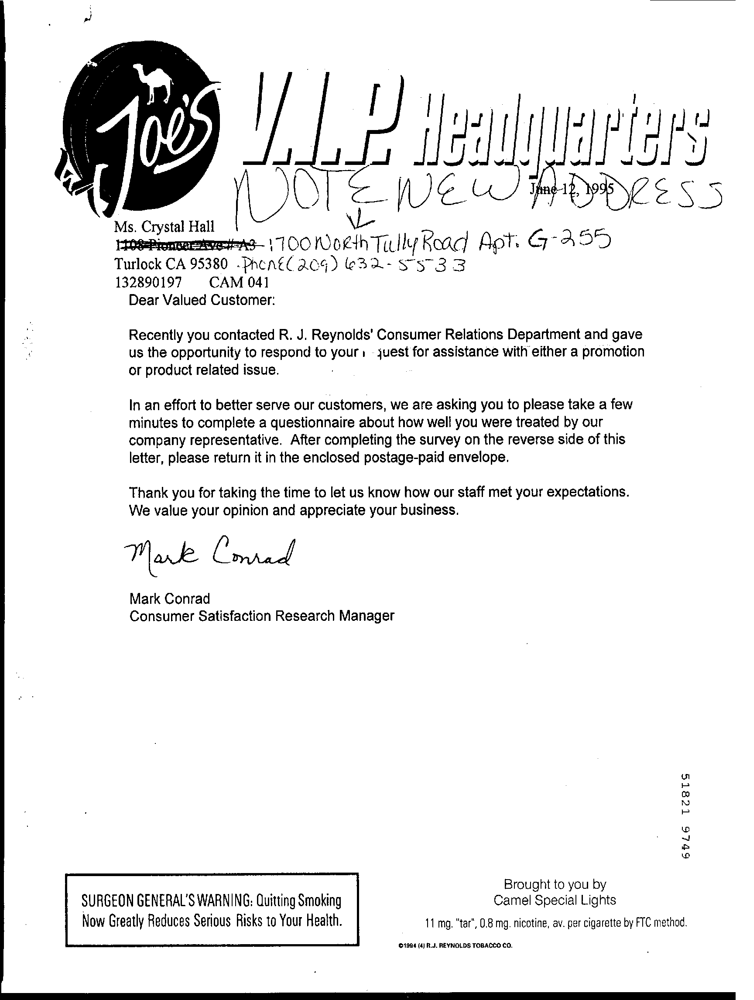 Joe's V.I.P. Headquarters
June 12, 1995
NOTE NEW ADDRESS
Ms. Crystal Hall
1108 Pioneer Ave # A3 1700 North Tully Road Apt. G-255
Turlock CA 95380 Phone (209) 632-5533
132890197 CAM 041
Dear Valued Customer:
Recently you contacted R. J. Reynolds' Consumer Relations Department and gave
us the opportunity to respond to your r quest for assistance with either a promotion
or product related issue.
In an effort to better serve our customers, we are asking you to please take a few
minutes to complete a questionnaire about how well you were treated by our
company representative. After completing the survey on the reverse side of this
letter, please return it in the enclosed postage-paid envelope.
Thank you for taking the time to let us know how our staff met your expectations.
We value your opinion and appreciate your business.
Mark Conrad
Mark Conrad
Consumer Satisfaction Research Manager
51821 9749
SURGEON GENERAL'S WARNING: Quitting Smoking
Now Greatly Reduces Serious Risks to Your Health.
Brought to you by
Camel Special Lights
11 mg. "tar", 0.8 mg. nicotine, av. per cigarette by FTC method.
©1994 (4) R.J. REYNOLDS TOBACCO CO.